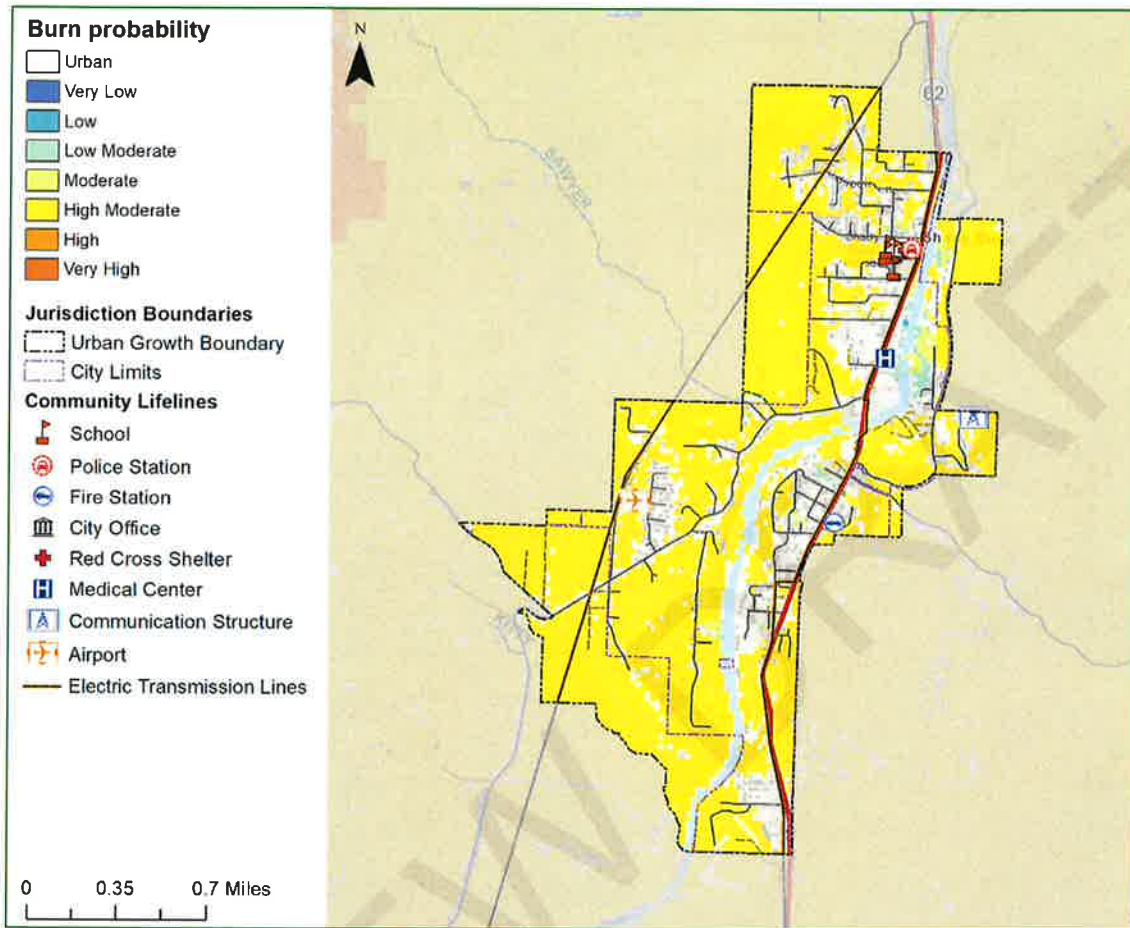 Burn probability
Urban
Very Low
Low
Low Moderate
Moderate
High Moderate
High
Very High
Jurisdiction Boundaries
Urban Growth Boundary
City Limits
Community Lifelines
School
Police Station
Fire Station
City Office
Red Cross Shelter
H Medical Center
Communication Structure
Airport
Electric Transmission Lines
0 0.35 0.7 Miles
N
62
SAWYER
H